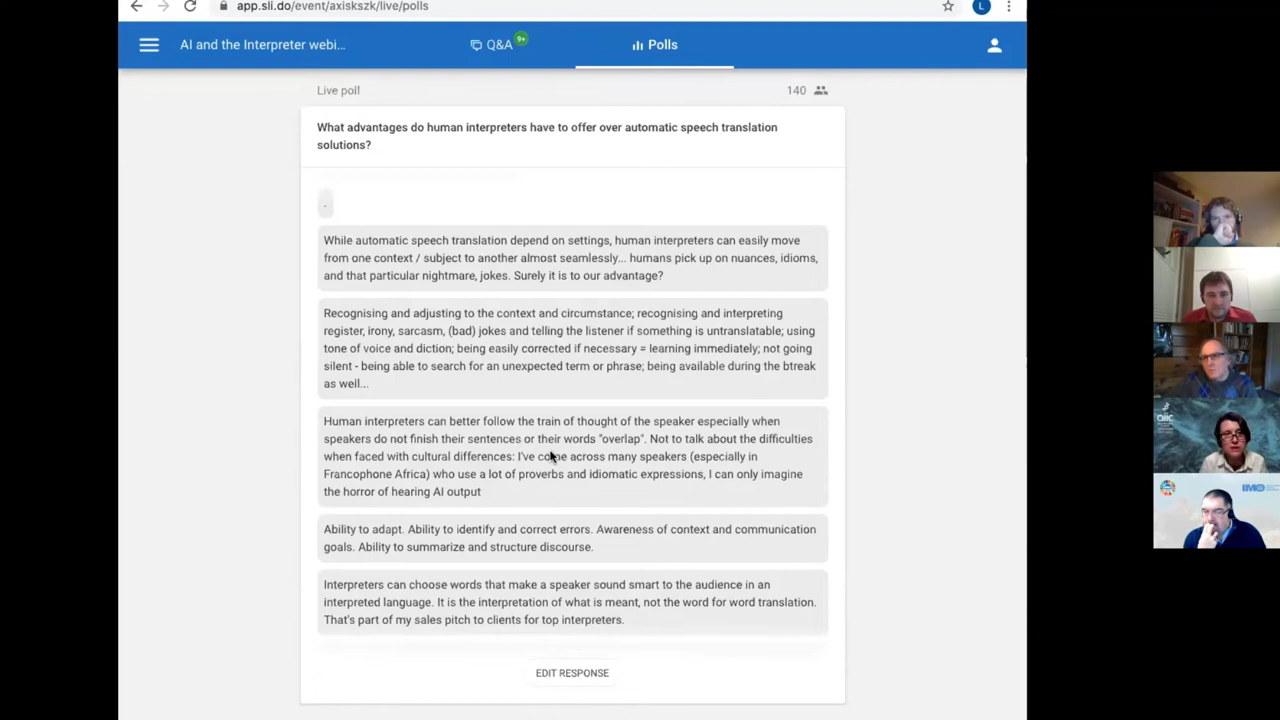 app.sli.do/event/axiskszk/live/polls
L
AI and the Interpreter webi...
Q&A
9+
Polls
Live poll
140
What advantages do human interpreters have to offer over automatic speech translation
solutions?
.
While automatic speech translation depend on settings, human interpreters can easily move
from one context / subject to another almost seamlessly... humans pick up on nuances, idioms,
and that particular nightmare, jokes. Surely it is to our advantage?
Recognising and adjusting to the context and circumstance; recognising and interpreting
register, irony, sarcasm, (bad) jokes and telling the listener if something is untranslatable; using
tone of voice and diction; being easily corrected if necessary = learning immediately; not going
silent - being able to search for an unexpected term or phrase; being available during the btreak
as well...
Human interpreters can better follow the train of thought of the speaker especially when
speakers do not finish their sentences or their words "overlap". Not to talk about the difficulties
when faced with cultural differences: I've come across many speakers (especially in
Francophone Africa) who use a lot of proverbs and idiomatic expressions, I can only imagine
the horror of hearing AI output
Ability to adapt. Ability to identify and correct errors. Awareness of context and communication
goals. Ability to summarize and structure discourse.
Interpreters can choose words that make a speaker sound smart to the audience in an
interpreted language. It is the interpretation of what is meant, not the word for word translation.
That's part of my sales pitch to clients for top interpreters.
EDIT RESPONSE
aiic
IMO